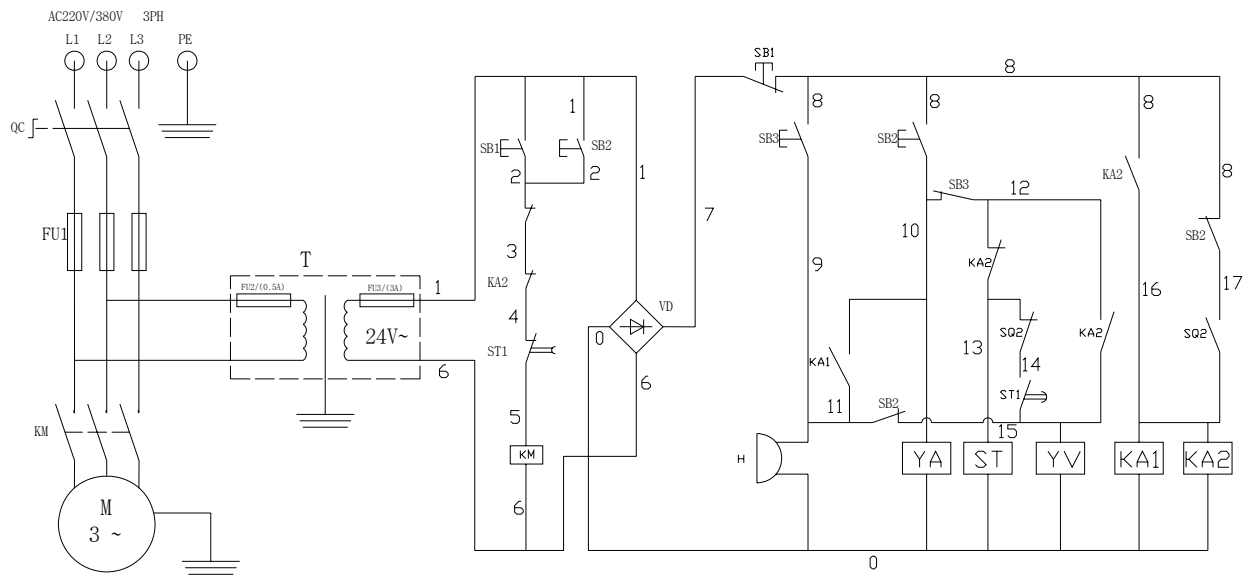 AC220V/380V 3PH
L1 L2 L3 PE
QC
FU1
T
FU2/(0.5A)
FU3/(3A)
24V~
1
6
KM
M
3 ~
1
SB1
SB2
2
2
1
3
KA2
4
ST1
5
KM
6
VD
0
6
7
SB1
8
8
8
8
SB3
SB2
KA2
8
SB3
12
10
SB2
9
KA2
16
17
SQ2
KA2
SQ2
13
14
KA1
ST1
11
SB2
15
H
YA
ST
YV
KA1
KA2
0